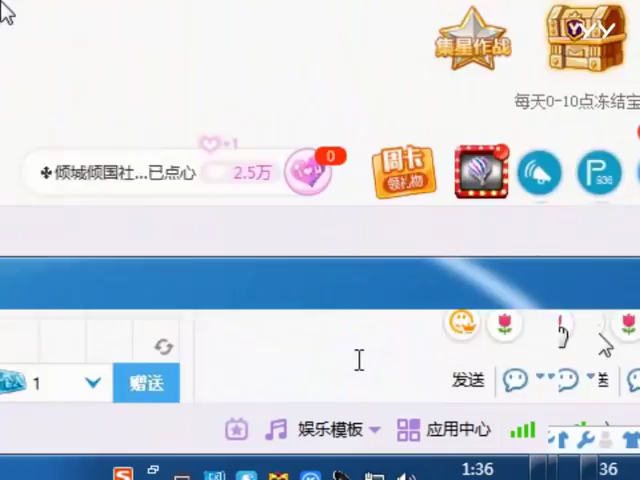 YY
集星作战
每天0-10点冻结宝
+1
0
✤倾城倾国社...已点心
2.5万
周卡
领礼物
P
936
1
赠送
发送
娱乐模板
应用中心
S
1:36
36